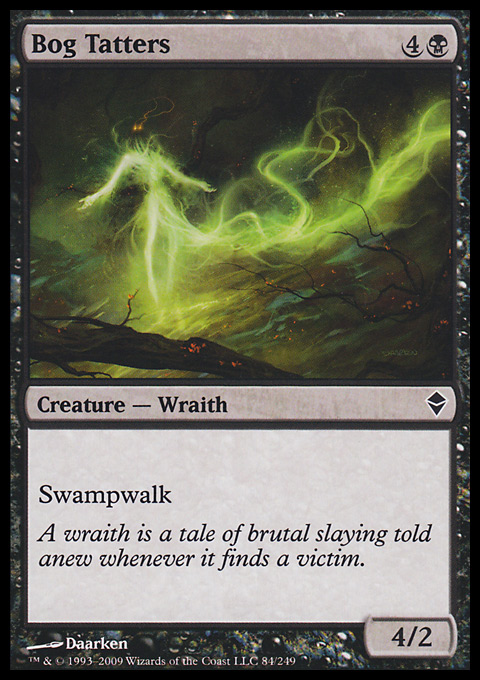 Bog Tatters 4
Creature — Wraith
Swampwalk
A wraith is a tale of brutal slaying told
anew whenever it finds a victim.
4/2
Daarken
™ & © 1993–2009 Wizards of the Coast LLC 84/249